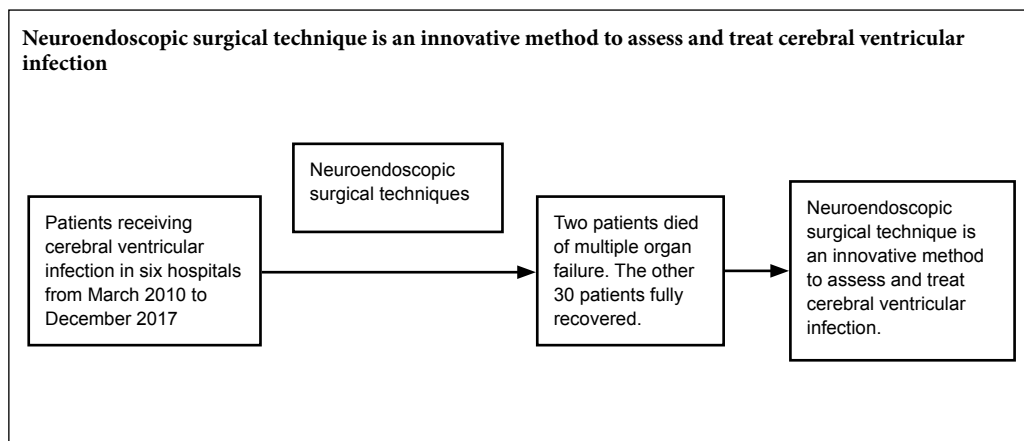 Neuroendoscopic surgical technique is an innovative method to assess and treat cerebral ventricular
infection
Neuroendoscopic
surgical techniques
Patients receiving
cerebral ventricular
infection in six hospitals
from March 2010 to
December 2017
Two patients died
of multiple organ
failure. The other
30 patients fully
recovered.
Neuroendoscopic
surgical technique is
an innovative method
to assess and treat
cerebral ventricular
infection.